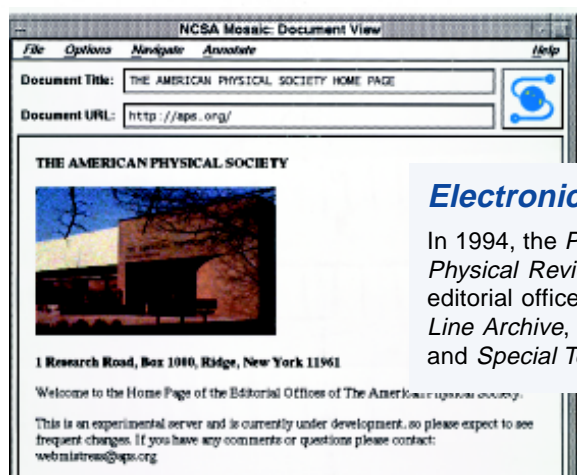 NCSA Mosaic: Document View
File Options Navigate Annotate Help
Document Title: THE AMERICAN PHYSICAL SOCIETY HOME PAGE
Document URL: http://aps.org/
THE AMERICAN PHYSICAL SOCIETY
Electronic
In 1994, the
Physical Revi
editorial office
Line Archive,
and Special T
1 Research Road, Box 1000, Ridge, New York 11961
Welcome to the Home Page of the Editorial Offices of The American Physical Society.
This is an experimental server and is currently under development, so please expect to see
frequent changes. If you have any comments or questions please contact:
webmistress@aps.org